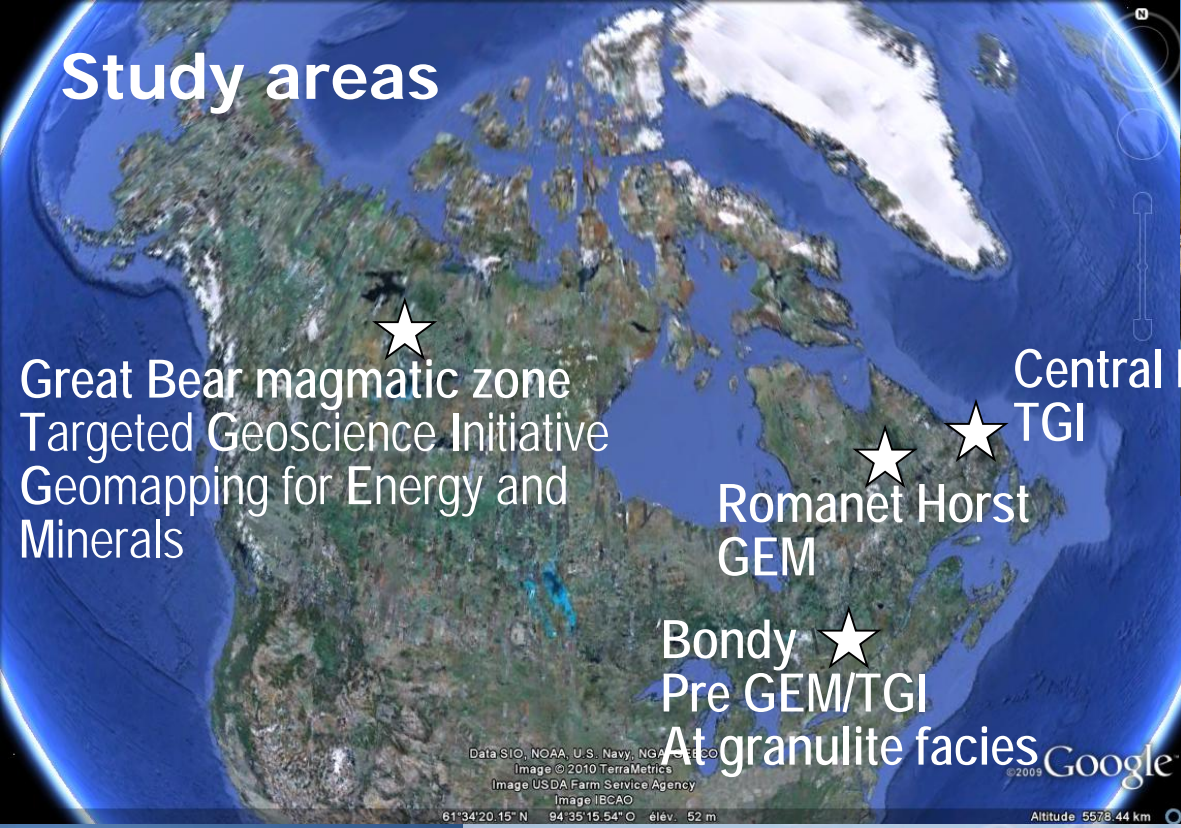 N
Study areas
Great Bear magmatic zone
Targeted Geoscience Initiative
Geomapping for Energy and
Minerals
Central
TGI
Romanet Horst
GEM
Bondy
Pre GEM/TGI
At granulite facies
Data SIO, NOAA, U.S. Navy, NGA, GEBCO
Image © 2010 TerraMetrics
Image USDA Farm Service Agency
Image IBCAO
©2009 Google
61°34'20.15" N 94°35'15.54" O élév. 52 m
Altitude 5578.44 km